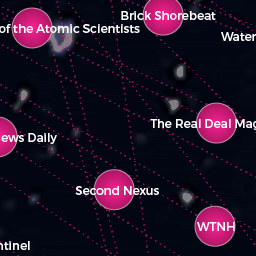 Brick Shorebeat
of the Atomic Scientists
Water
The Real Deal Mag
ews Daily
Second Nexus
WTNH
ntinel